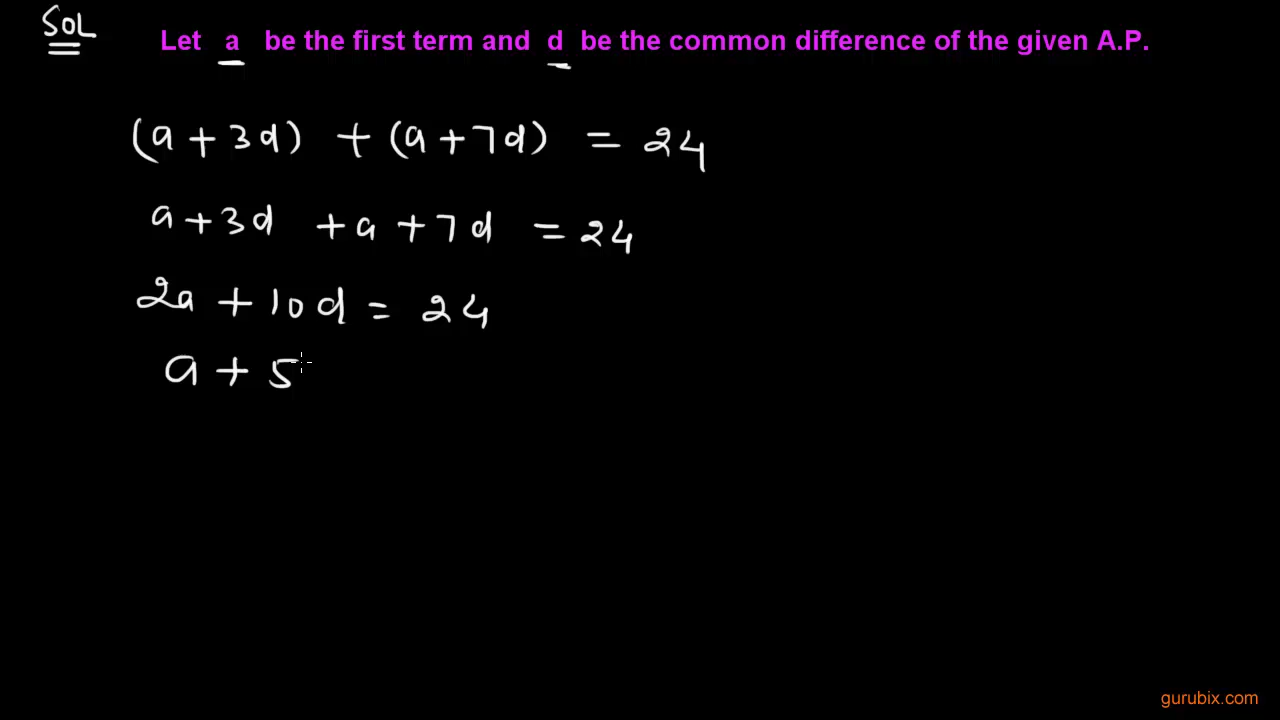 SOL
Let a be the first term and d be the common difference of the given A.P.
(a + 3d) + (a + 7d) = 24
a + 3d + a + 7d = 24
2a + 10d = 24
a + 5
gurubix.com